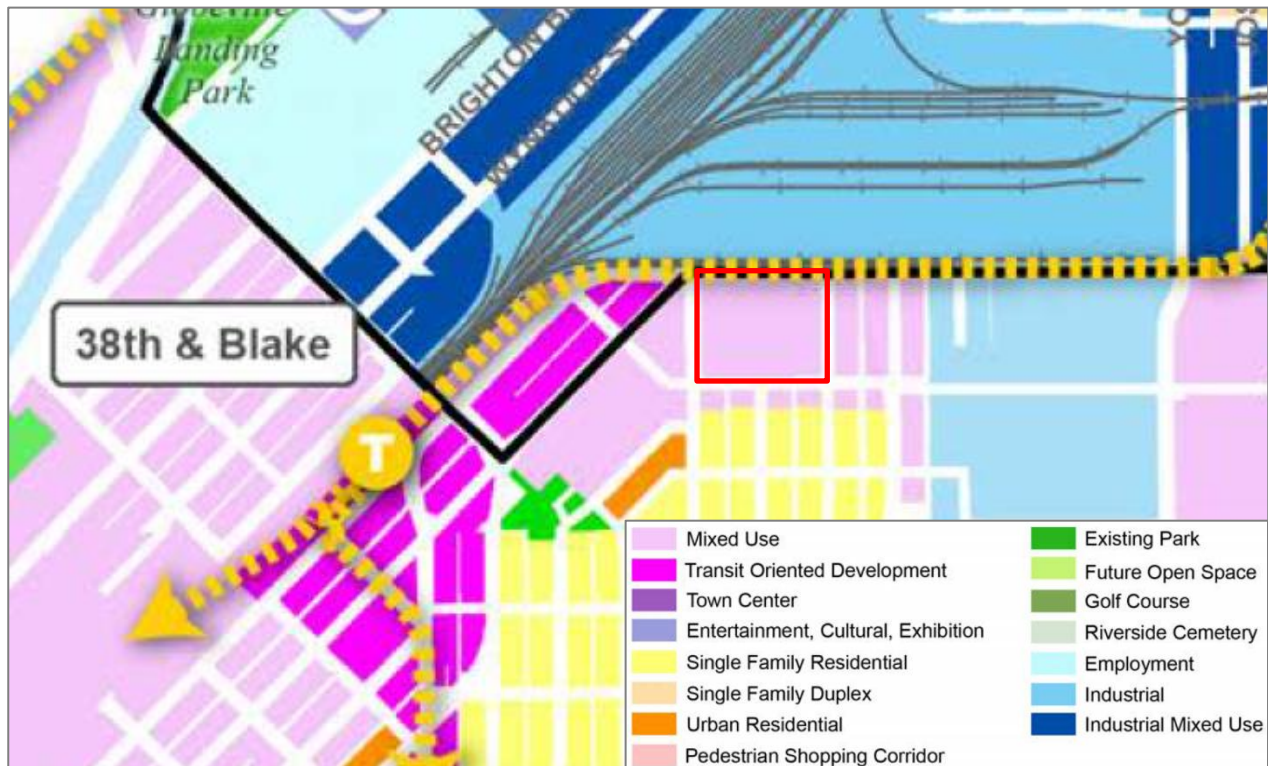 Landing
Park
BRIGHTON
WYNKOOP ST
38th & Blake
T
Mixed Use
Transit Oriented Development
Town Center
Entertainment, Cultural, Exhibition
Single Family Residential
Single Family Duplex
Urban Residential
Pedestrian Shopping Corridor
Existing Park
Future Open Space
Golf Course
Riverside Cemetery
Employment
Industrial
Industrial Mixed Use